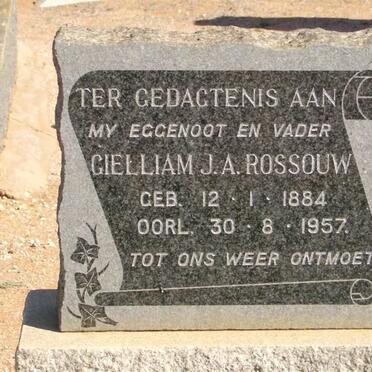 TER GEDAGTENIS AAN
MY EGGENOOT EN VADER
GIELLIAM J.A. ROSSOUW
GEB. 12 · 1 · 1884
OORL. 30 · 8 · 1957.
TOT ONS WEER ONTMOET